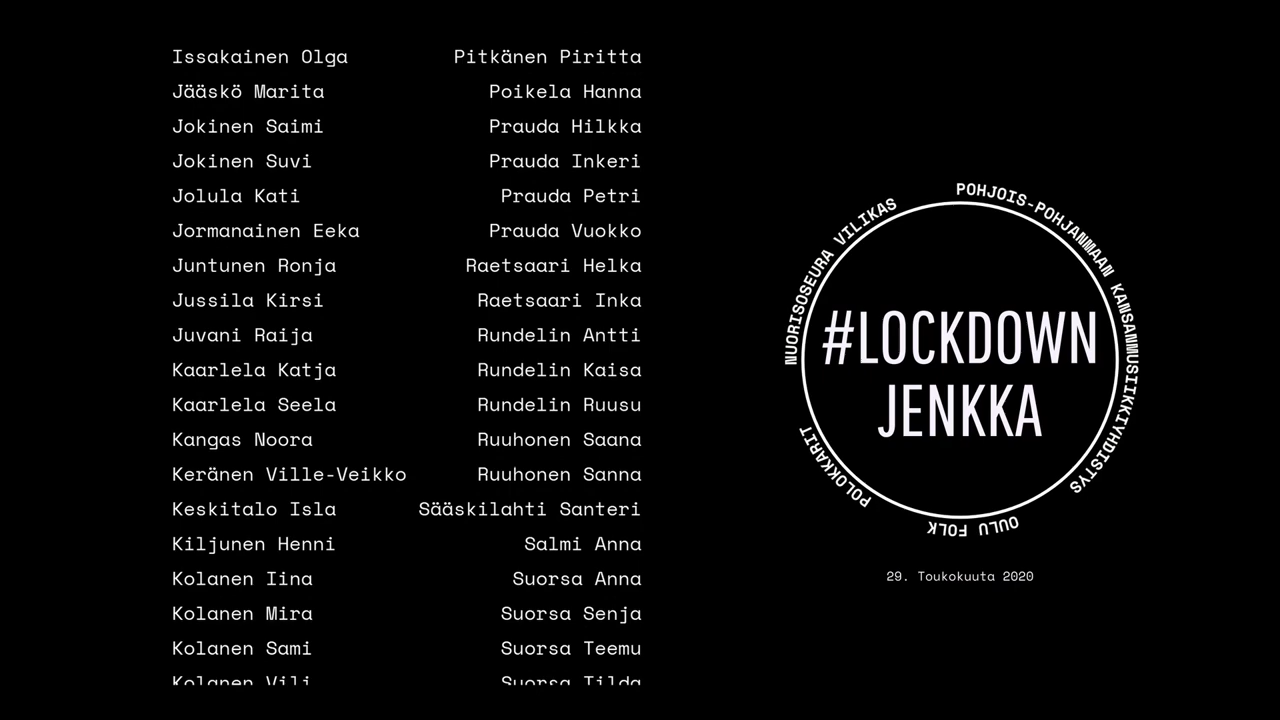 Issakainen Olga
Jääskö Marita
Jokinen Saimi
Jokinen Suvi
Jolula Kati
Jormanainen Eeka
Juntunen Ronja
Jussila Kirsi
Juvani Raija
Kaarlela Katja
Kaarlela Seela
Kangas Noora
Keränen Ville-Veikko
Keskitalo Isla
Kiljunen Henni
Kolanen Iina
Kolanen Mira
Kolanen Sami
Kolanen Vili
Pitkänen Piritta
Poikela Hanna
Prauda Hilkka
Prauda Inkeri
Prauda Petri
Prauda Vuokko
Raetsaari Helka
Raetsaari Inka
Rundelin Antti
Rundelin Kaisa
Rundelin Ruusu
Ruuhonen Saana
Ruuhonen Sanna
Sääskilahti Santeri
Salmi Anna
Suorsa Anna
Suorsa Senja
Suorsa Teemu
Suorsa Tilda
NUORISOSEURA VILIKAS
POHJOIS-POHJANMAAN KANSANMUSIIKKIYHDISTYS
#LOCKDOWN
JENKKA
POLOKKARIT
OULU FOLK
29. Toukokuuta 2020